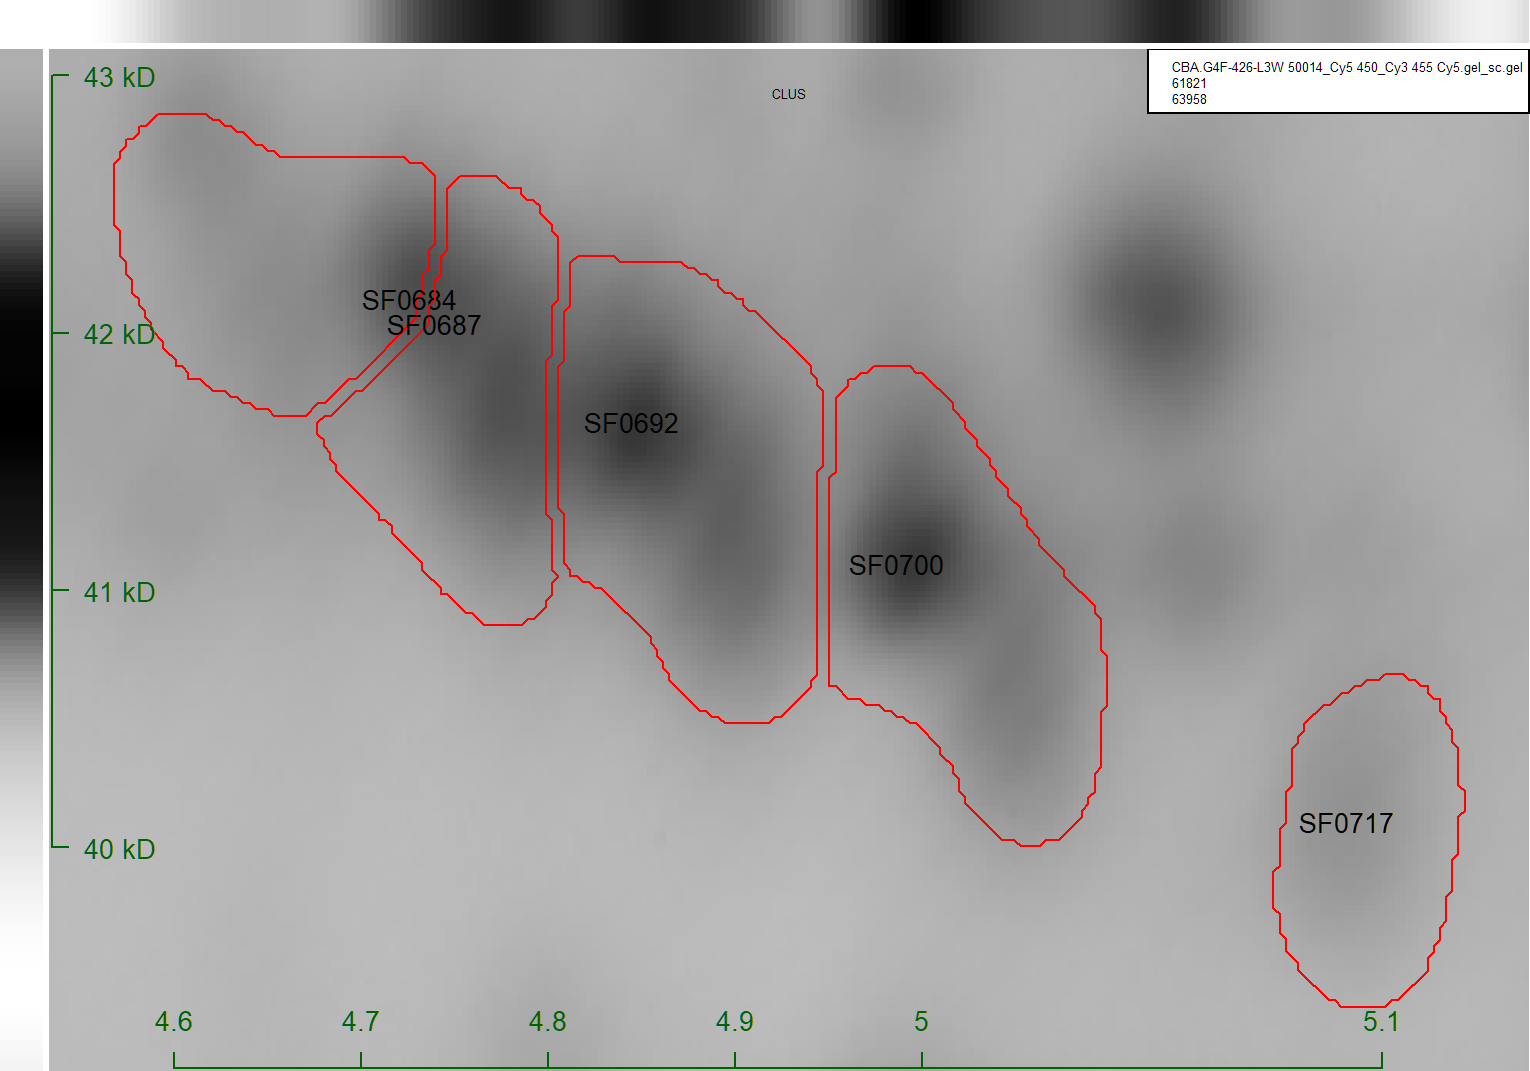 CBA.G4F-426-L3W 50014_Cy5 450_Cy3 455 Cy5.gel_sc.gel
61821
63958
43 kD
CLUS
SF0684
SF0687
42 kD
SF0692
SF0700
41 kD
SF0717
40 kD
4.6 4.7 4.8 4.9 5 5.1